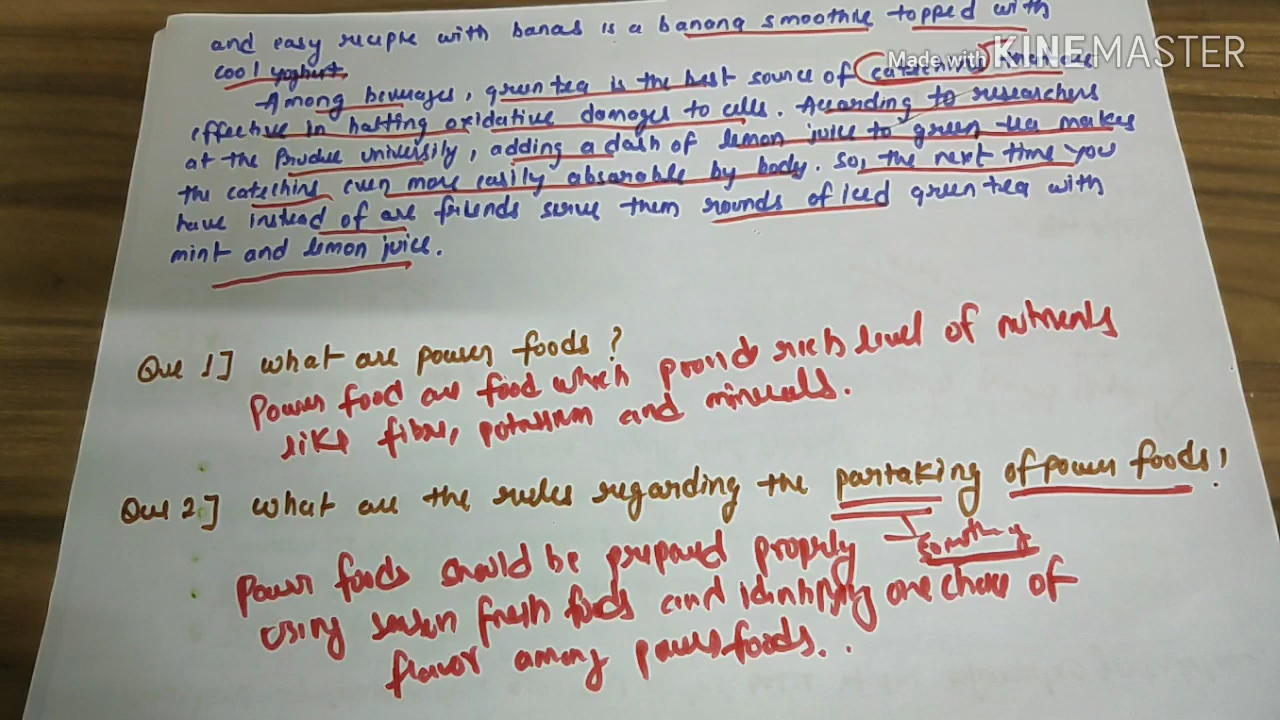 and easy recipie with banas is a banana smoothie topped with
cool yoghurt.
Made with KINEMASTER
Among beverages, green tea is the best source of catechins that are
effective in halting oxidative damages to cells. According to researchers
at the Prudue university, adding a dash of lemon juice to green tea makes
the catechins even more easily absorable by body. So, the next time you
have instead of are friends serve them rounds of iced green tea with
mint and lemon juice.
Que 1] what are power foods?
Power food are food which provide rich level of nutrients
like fibre, potassium and minerals.
Que 2] what are the rules regarding the partaking of power foods?
Power foods should be prepared properly
using fresh foods and identifying one choice of
flavor among power foods..